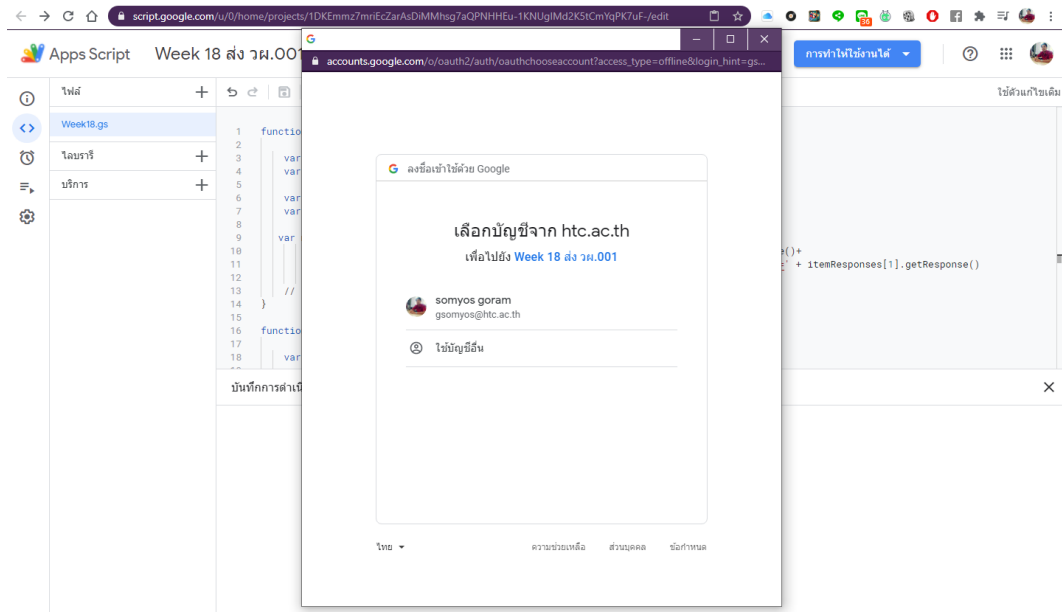 script.google.com/u/0/home/projects/1DKEmmz7mriEcZarAsDiMMhsg7aQPNHHEu-1KNUgIMd2K5tCmYqPK7uF-/edit
36
Apps Script
Week 18 ส่ง วผ.001
การทำให้ใช้งานได้
accounts.google.com/o/oauth2/auth/oauthchooseaccount?access_type=offline&login_hint=gs...
ไฟล์
ใช้ตัวแก้ไขเดิม
Week18.gs
ไลบรารี
บริการ
1 functio
2
3 var
4 var
5
6 var
7 var
8
9 var
10 ()+
11 ' + itemResponses[1].getResponse()
12
13 //
14 }
15
16 functio
17
18 var
บันทึกการดำเนิ
G ลงชื่อเข้าใช้ด้วย Google
เลือกบัญชีจาก htc.ac.th
เพื่อไปยัง Week 18 ส่ง วผ.001
somyos goram
gsomyos@htc.ac.th
ใช้บัญชีอื่น
ไทย
ความช่วยเหลือ
ส่วนบุคคล
ข้อกำหนด